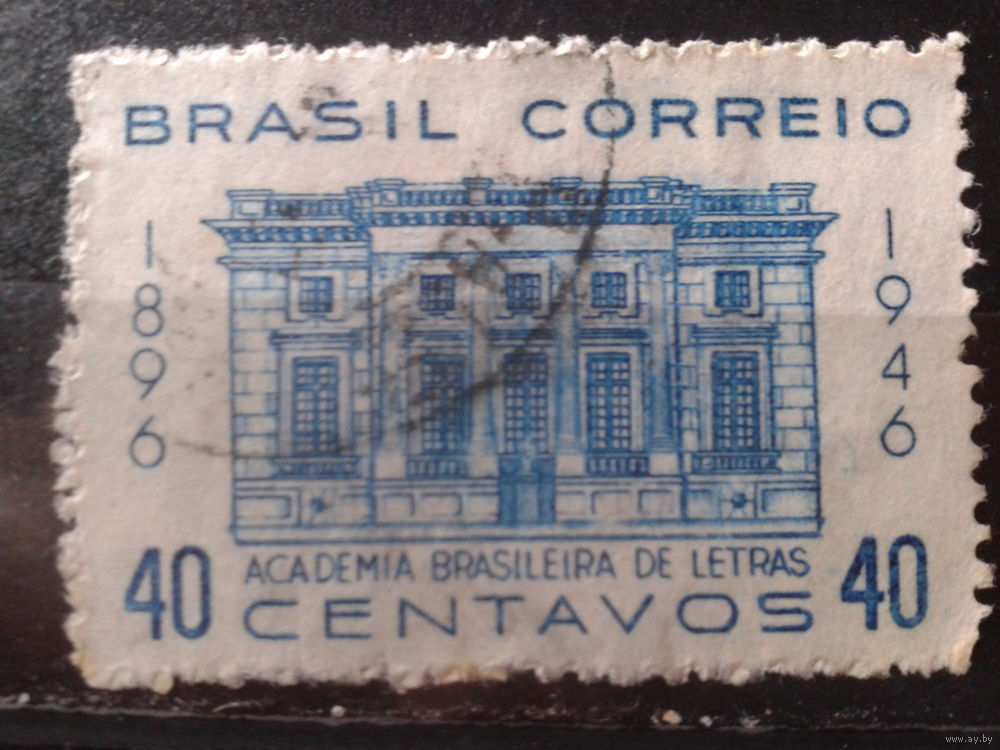 BRASIL CORREIO
1896
1946
40 ACADEMIA BRASILEIRA DE LETRAS 40
CENTAVOS
www.ay.by